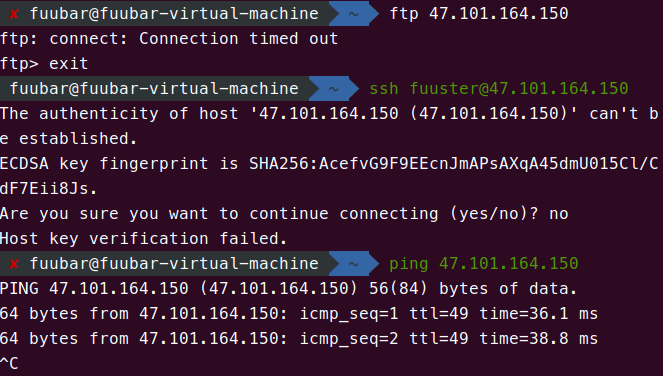 ✘ fuubar@fuubar-virtual-machine ~ ftp 47.101.164.150
ftp: connect: Connection timed out
ftp> exit
fuubar@fuubar-virtual-machine ~ ssh fuuster@47.101.164.150
The authenticity of host '47.101.164.150 (47.101.164.150)' can't b
e established.
ECDSA key fingerprint is SHA256:AcefvG9F9EEcnJmAPsAXqA45dmU015Cl/C
dF7Eii8Js.
Are you sure you want to continue connecting (yes/no)? no
Host key verification failed.
✘ fuubar@fuubar-virtual-machine ~ ping 47.101.164.150
PING 47.101.164.150 (47.101.164.150) 56(84) bytes of data.
64 bytes from 47.101.164.150: icmp_seq=1 ttl=49 time=36.1 ms
64 bytes from 47.101.164.150: icmp_seq=2 ttl=49 time=38.8 ms
^C